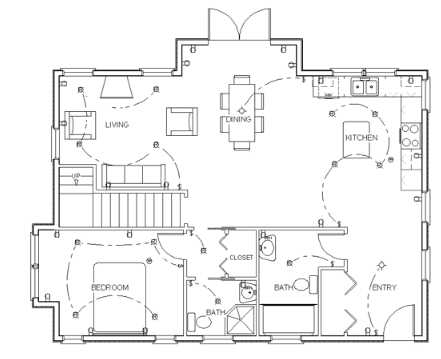 LIVING
DINING
KITCHEN
UP
CLOSET
BEDROOM
BATH
BATH
ENTRY